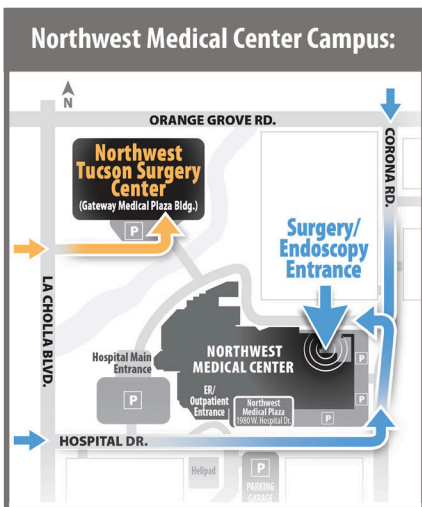 Northwest Medical Center Campus:
N
ORANGE GROVE RD.
CORONA RD.
Northwest
Tucson Surgery
Center
(Gateway Medical Plaza Bldg.)
P
Surgery/
Endoscopy
Entrance
LA CHOLLA BLVD.
NORTHWEST
MEDICAL CENTER
Hospital Main
Entrance
P
ER/
Outpatient
Entrance
Northwest
Medical Plaza
1980 W. Hospital Dr.
P
P
P
HOSPITAL DR.
Helipad
P
PARKING
GARAGE